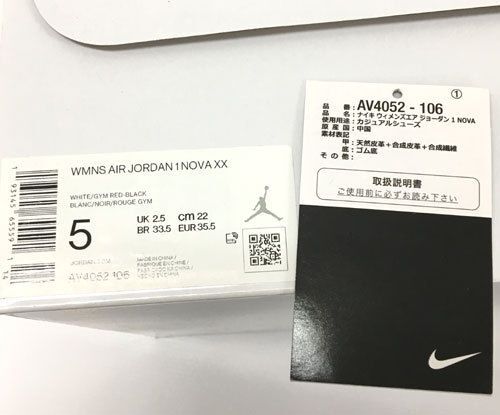 WMNS AIR JORDAN 1 NOVA XX
WHITE/GYM RED-BLACK
BLANC/NOIR/ROUGE GYM
5
UK 2.5 cm 22
BR 33.5 EUR 35.5
JORDAN.COM
AV4052 106
MADE IN CHINA /
FABRIQUE EN CHINE /
①
品番: AV4052 - 106
品名: ナイキ ウィメンズエア ジョーダン 1 NOVA
使用用途: カジュアルシューズ
原産国: 中国
素材表記
甲: 天然皮革+合成皮革+合成繊維
底: ゴム底
その他:
取扱説明書
ご使用前に必ずお読み下さい